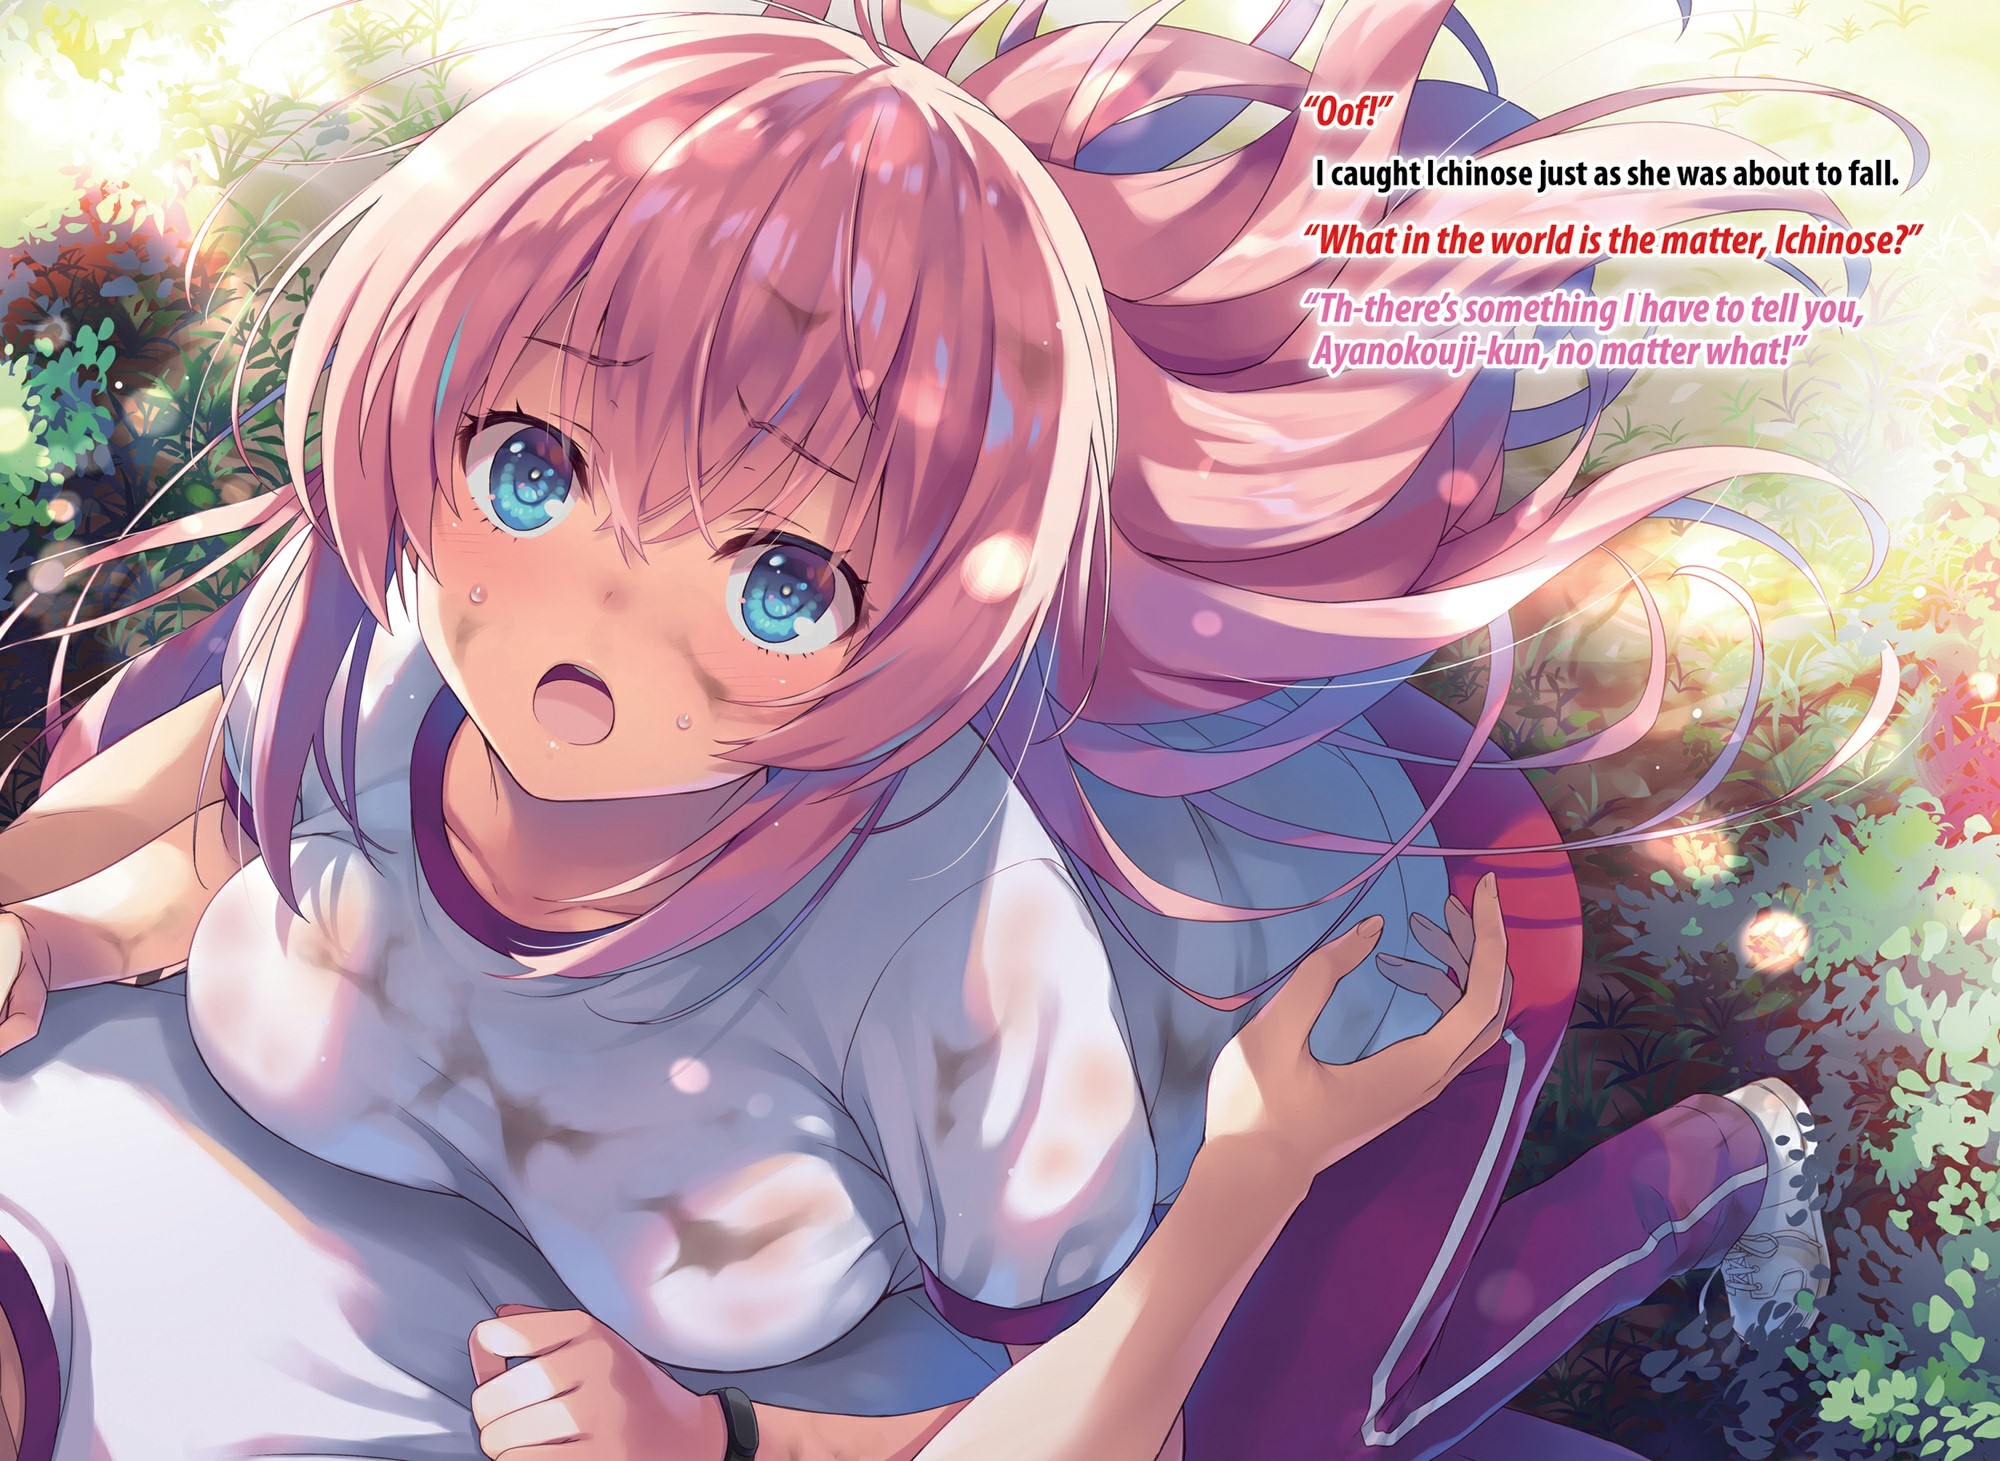 “Oof!”
I caught Ichinose just as she was about to fall.
“What in the world is the matter, Ichinose?”
“Th-there’s something I have to tell you,
Ayanokouji-kun, no matter what!”